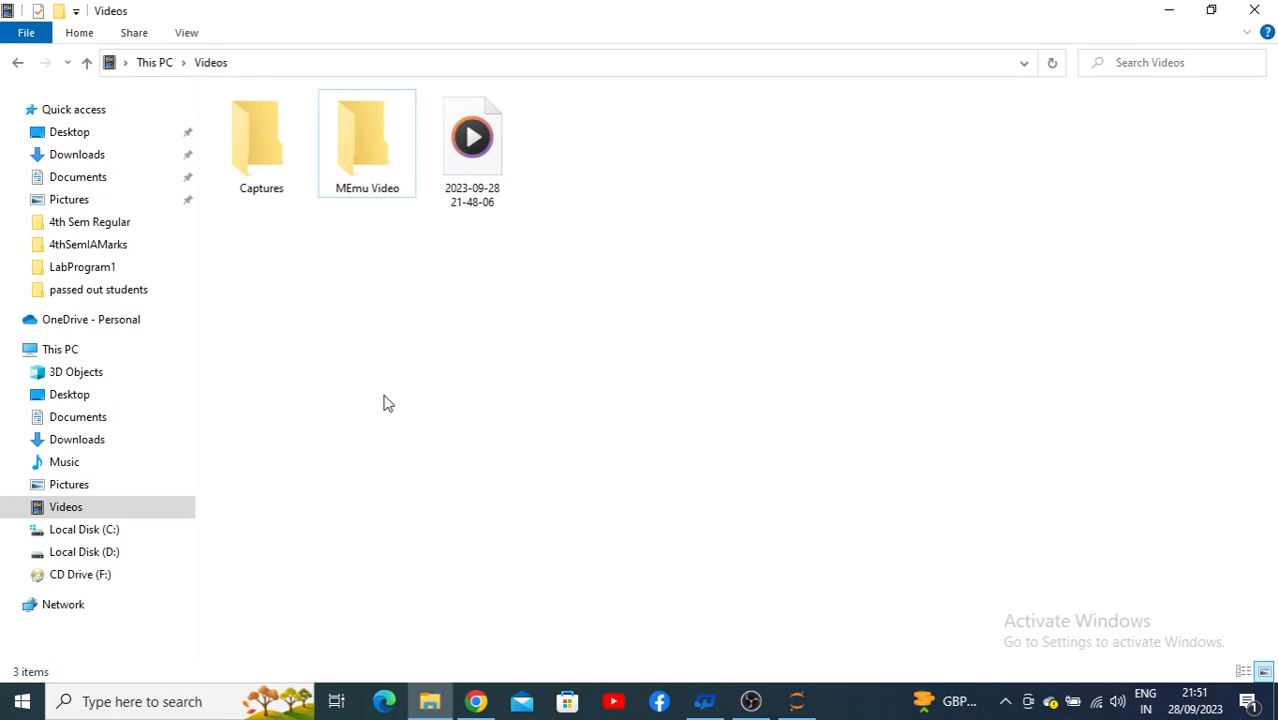 Videos
File
Home
Share
View
This PC
Videos
Search Videos
Quick access
Desktop
Downloads
Documents
Pictures
4th Sem Regular
4thSemIAMarks
LabProgram1
passed out students
OneDrive - Personal
This PC
3D Objects
Desktop
Documents
Downloads
Music
Pictures
Videos
Local Disk (C:)
Local Disk (D:)
CD Drive (F:)
Network
Captures
MEmu Video
2023-09-28
21-48-06
Activate Windows
Go to Settings to activate Windows.
3 items
Type here to search
GBP...
ENG
IN
21:51
28/09/2023
1